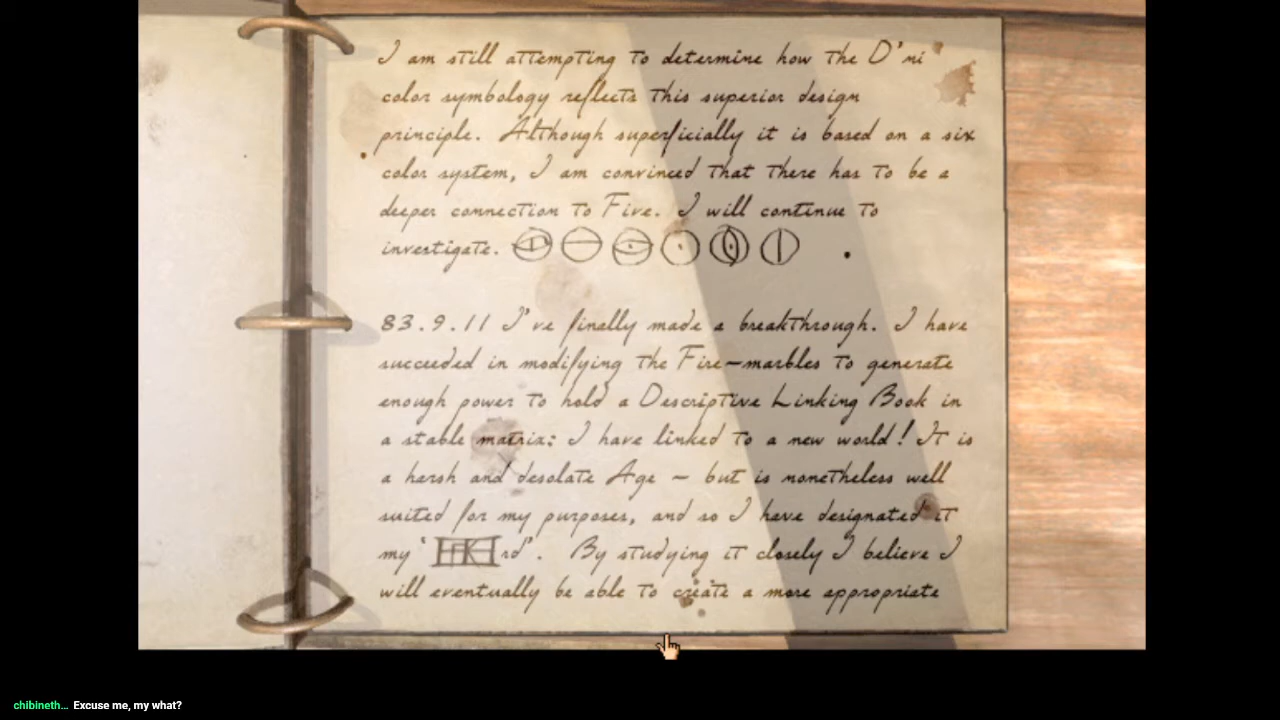 I am still attempting to determine how the D'ni
color symbology reflects this superior design
principle. Although superficially it is based on a six
color system, I am convinced that there has to be a
deeper connection to Five. I will continue to
investigate.
83.9.11 I've finally made a breakthrough. I have
succeeded in modifying the Fire-marbles to generate
enough power to hold a Descriptive Linking Book in
a stable matrix: I have linked to a new world! It is
a harsh and desolate Age - but is nonetheless well
suited for my purposes, and so I have designated it
my ' rd". By studying it closely I believe I
will eventually be able to create a more appropriate
chibineth... Excuse me, my what?